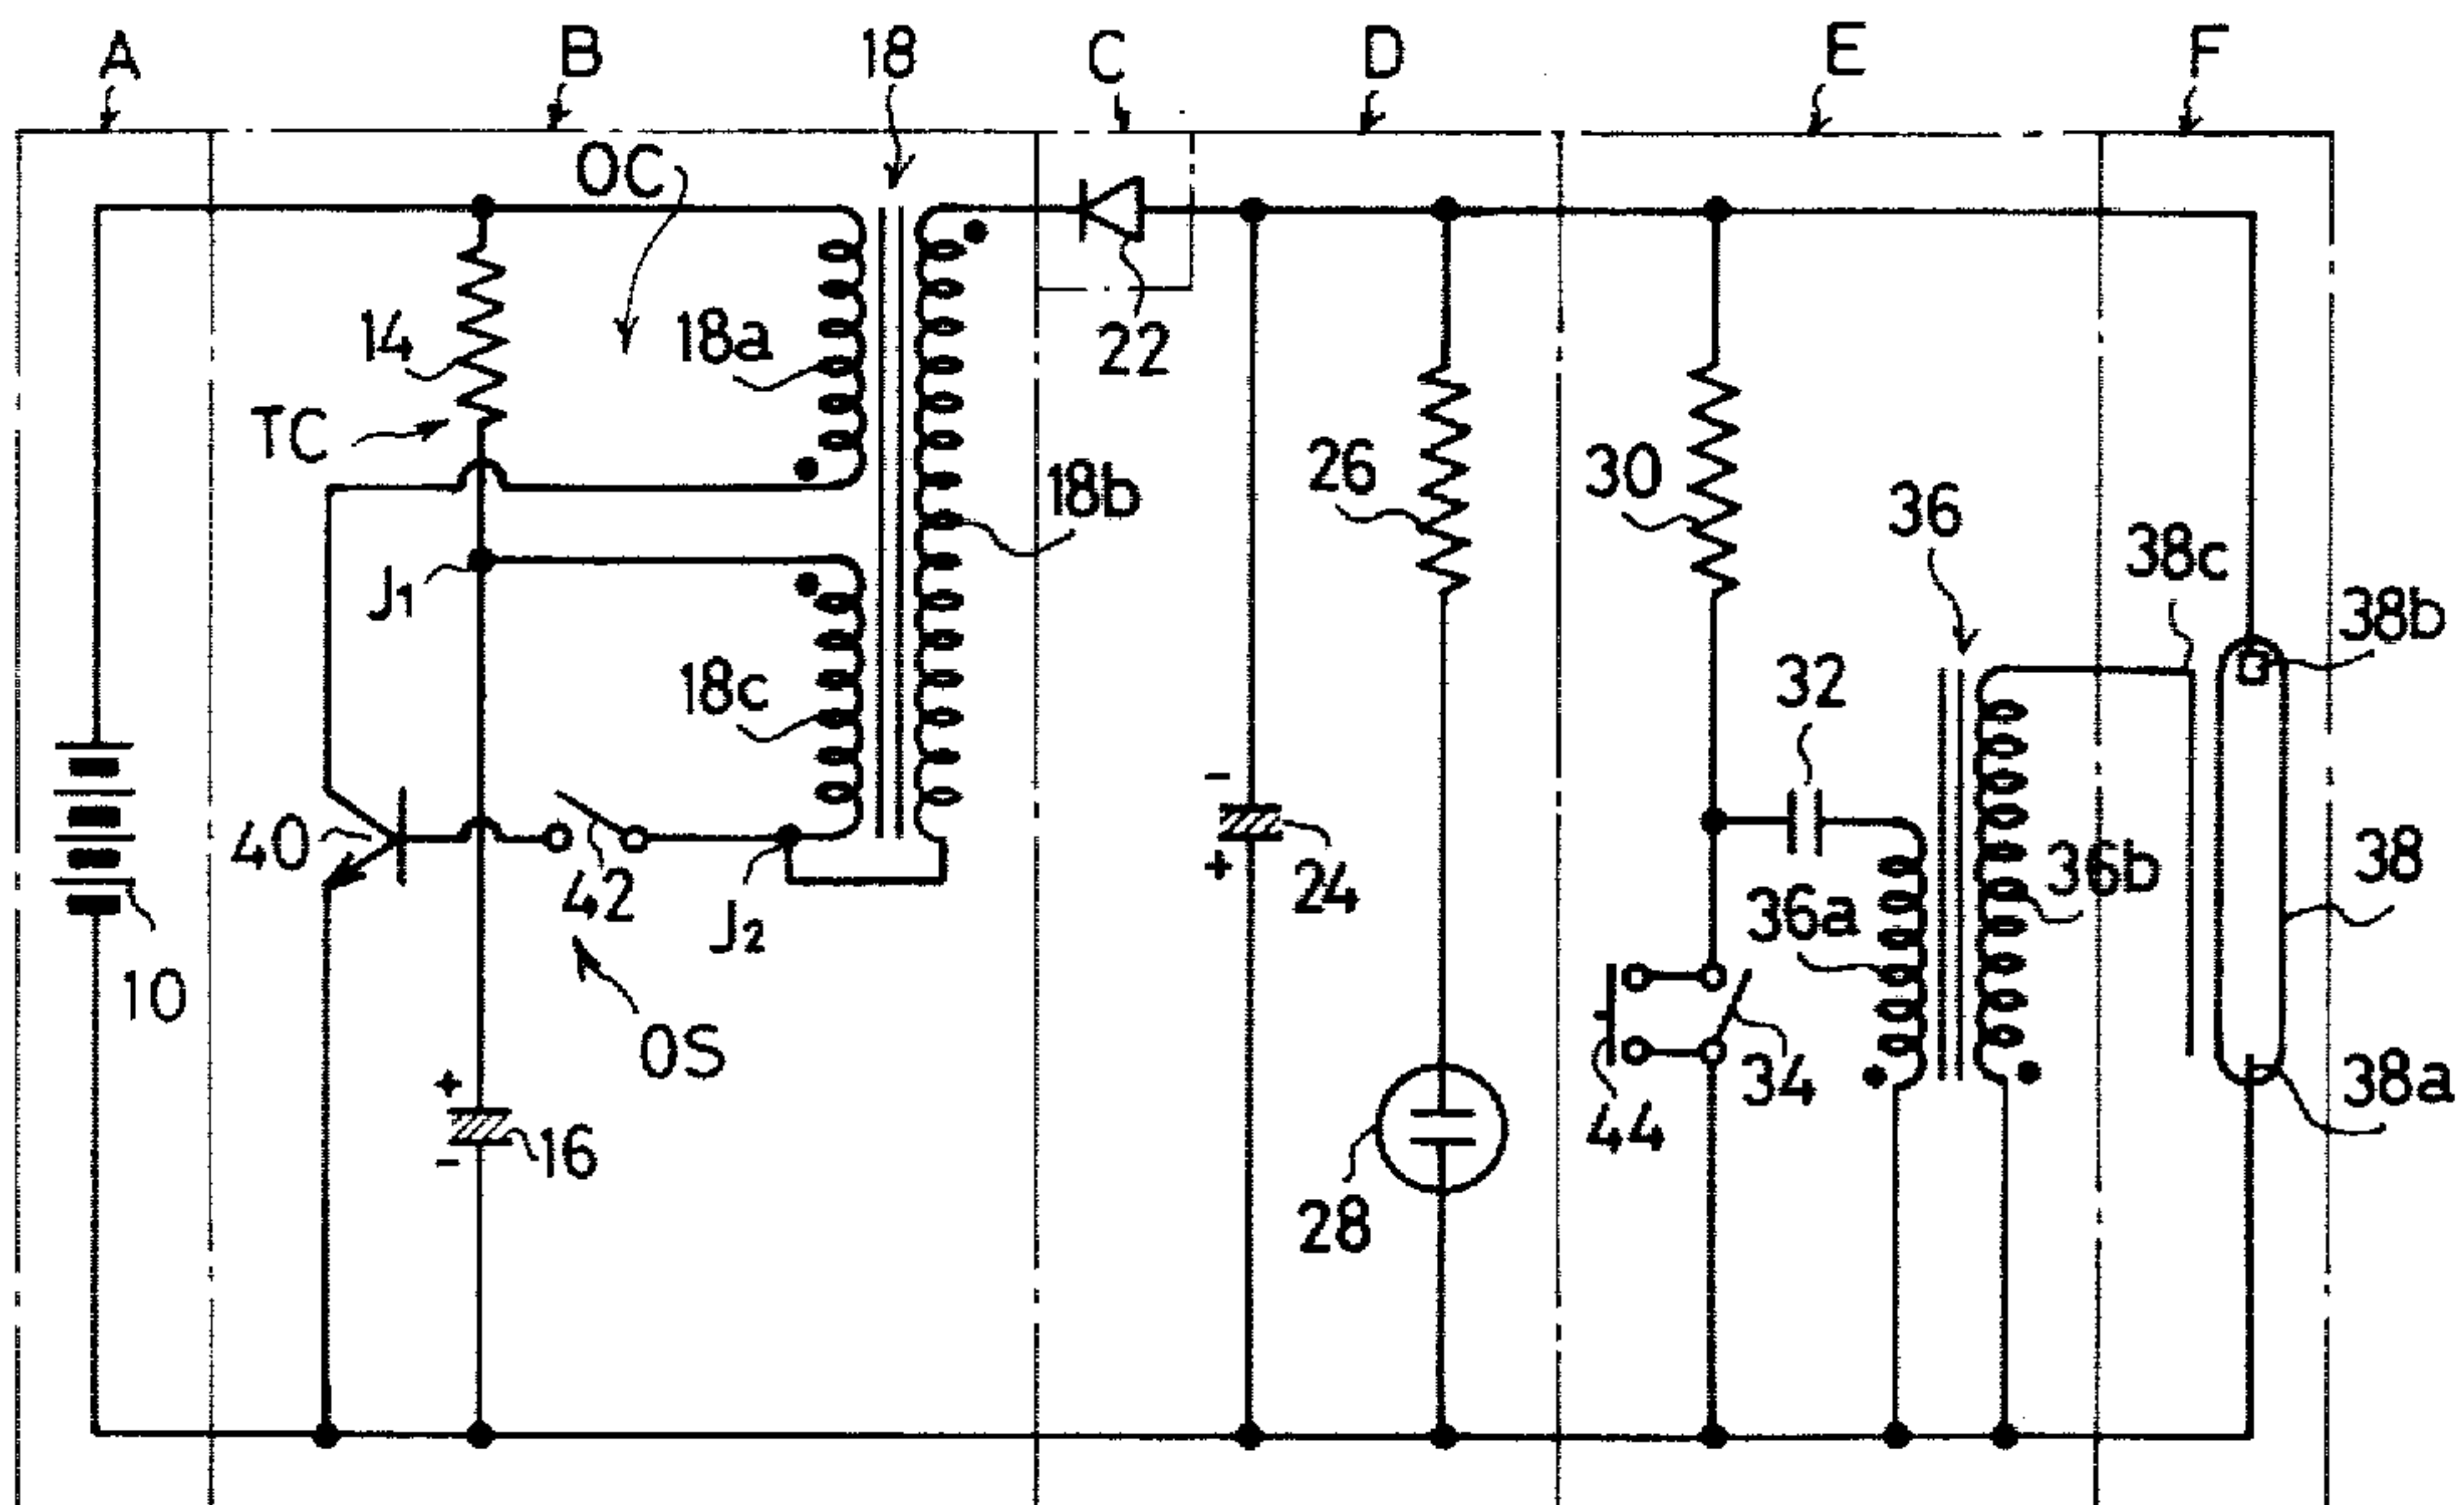 A B 18 C D E F
OC
14 18a 22
TC
18b 26 30 36
38c
J1
38b
18c 32
-
40 42 + 24 36a 36b 38
J2
10
OS
44 34 38a
+
- 16
28